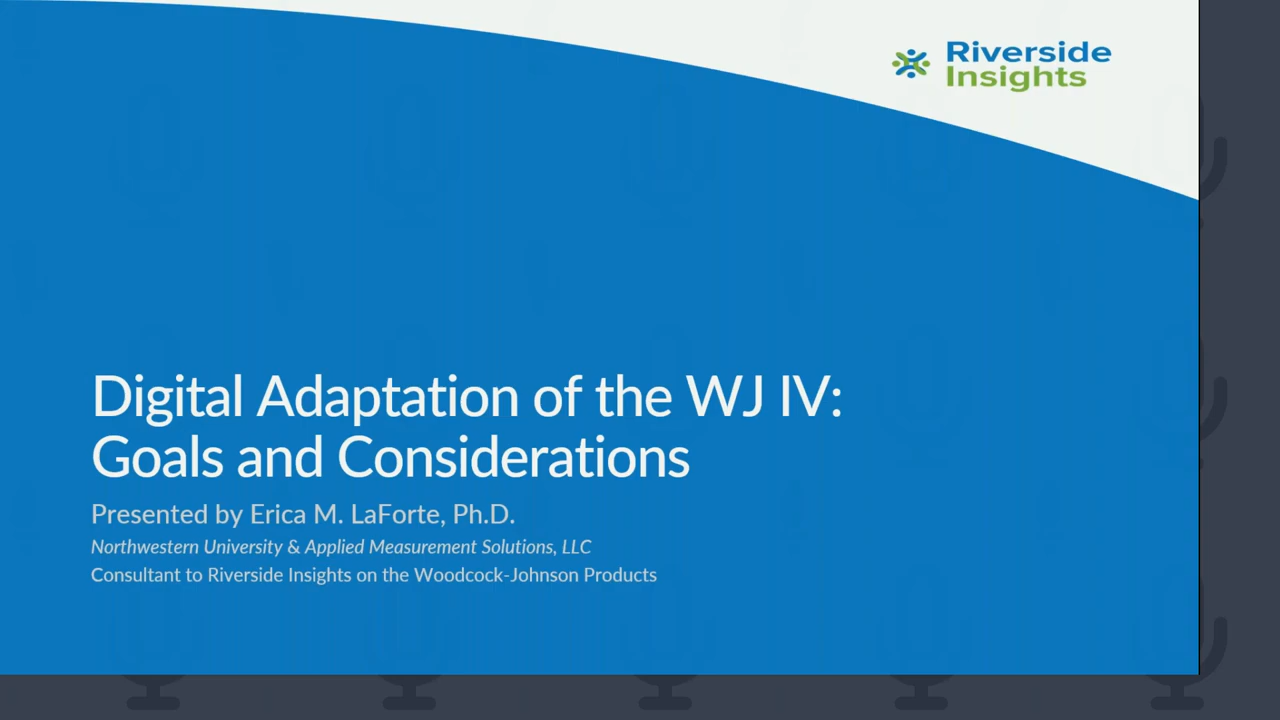 Riverside
Insights
Digital Adaptation of the WJ IV:
Goals and Considerations
Presented by Erica M. LaForte, Ph.D.
Northwestern University & Applied Measurement Solutions, LLC
Consultant to Riverside Insights on the Woodcock-Johnson Products